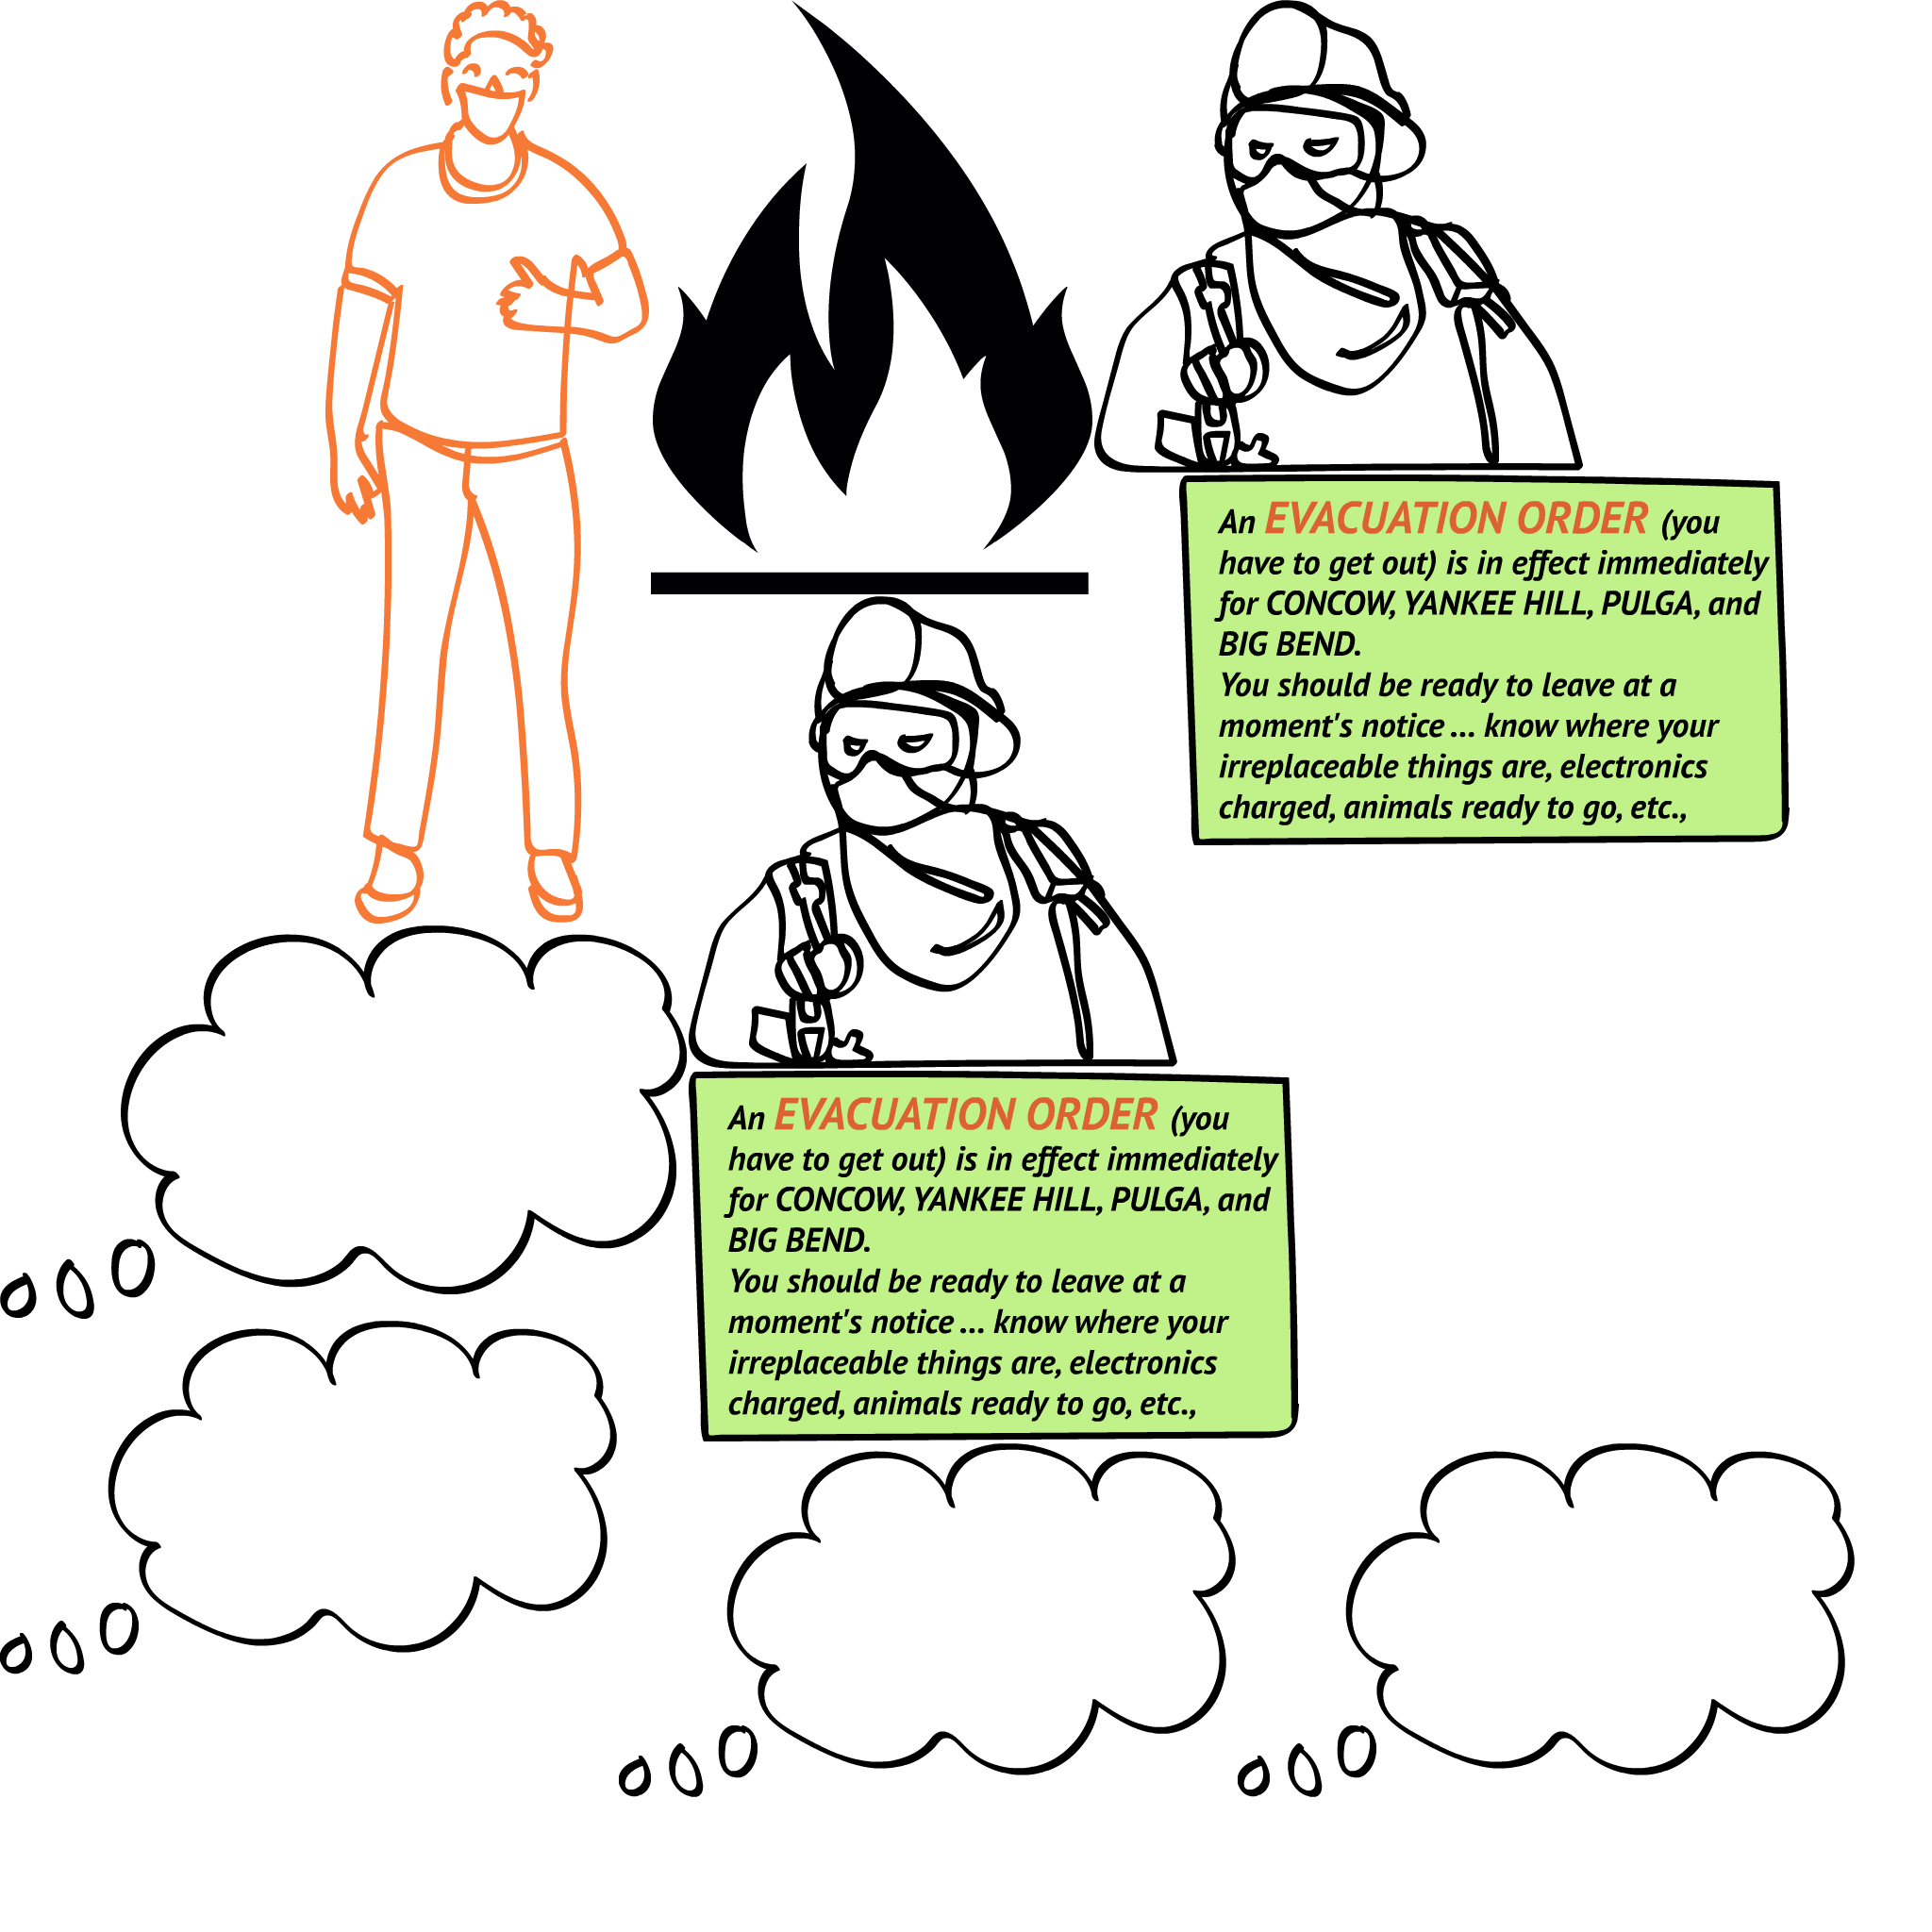 An EVACUATION ORDER (you
have to get out) is in effect immediately
for CONCOW, YANKEE HILL, PULGA, and
BIG BEND.
You should be ready to leave at a
moment's notice ... know where your
irreplaceable things are, electronics
charged, animals ready to go, etc.,
An EVACUATION ORDER (you
have to get out) is in effect immediately
for CONCOW, YANKEE HILL, PULGA, and
BIG BEND.
You should be ready to leave at a
moment's notice ... know where your
irreplaceable things are, electronics
charged, animals ready to go, etc.,